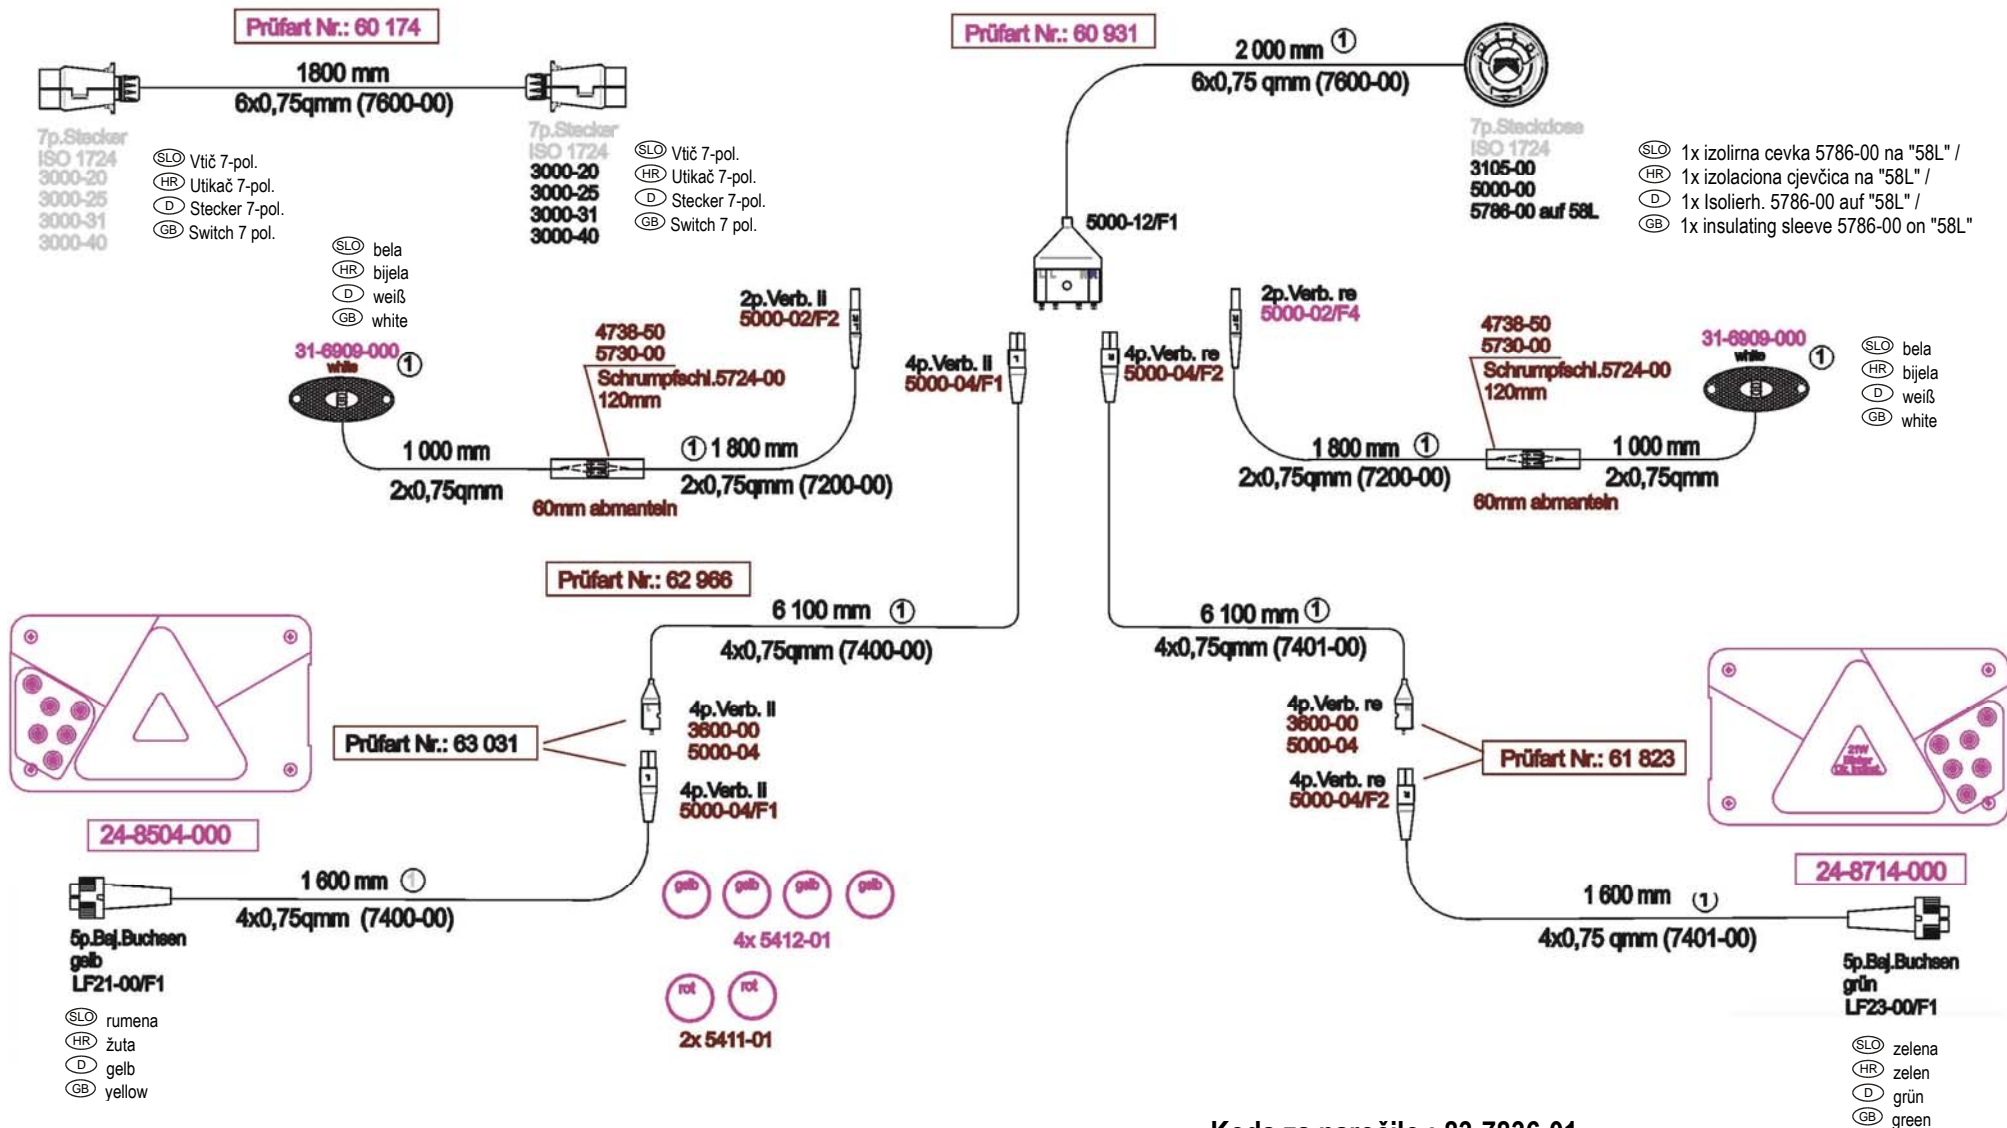 Prüfart Nr.: 60 174
1800 mm
6x0,75qmm (7600-00)
7p.Stecker
ISO 1724
3000-20
3000-25
3000-31
3000-40
SLO Vtič 7-pol.
HR Utikač 7-pol.
D Stecker 7-pol.
GB Switch 7 pol.
7p.Stecker
ISO 1724
3000-20
3000-25
3000-31
3000-40
SLO Vtič 7-pol.
HR Utikač 7-pol.
D Stecker 7-pol.
GB Switch 7 pol.
Prüfart Nr.: 60 931
2 000 mm 1
6x0,75 qmm (7600-00)
7p.Steckdose
ISO 1724
3105-00
5000-00
5786-00 auf 58L
SLO 1x izolirna cevka 5786-00 na "58L" /
HR 1x izolaciona cjevčica na "58L" /
D 1x Isolierh. 5786-00 auf "58L" /
GB 1x insulating sleeve 5786-00 on "58L"
5000-12/F1
L L R R
SLO bela
HR bijela
D weiß
GB white
31-6909-000
white 1
1 000 mm
2x0,75qmm
4738-50
5730-00
Schrumpfschl.5724-00
120mm
60mm abmanteln
2p.Verb. li
5000-02/F2
1 1 800 mm
2x0,75qmm (7200-00)
4p.Verb. li
5000-04/F1
4p.Verb. re
5000-04/F2
2p.Verb. re
5000-02/F4
4738-50
5730-00
Schrumpfschl.5724-00
120mm
1 800 mm 1
2x0,75qmm (7200-00)
60mm abmanteln
1 000 mm
2x0,75qmm
31-6909-000
white 1
SLO bela
HR bijela
D weiß
GB white
Prüfart Nr.: 62 966
6 100 mm 1
4x0,75qmm (7400-00)
6 100 mm 1
4x0,75qmm (7401-00)
Prüfart Nr.: 63 031
4p.Verb. li
3600-00
5000-04
4p.Verb. li
5000-04/F1
4p.Verb. re
3600-00
5000-04
4p.Verb. re
5000-04/F2
Prüfart Nr.: 61 823
21W
24-8504-000
1 600 mm 1
4x0,75qmm (7400-00)
5p.Baj.Buchsen
gelb
LF21-00/F1
SLO rumena
HR žuta
D gelb
GB yellow
gelb gelb gelb gelb
4x 5412-01
rot rot
2x 5411-01
24-8714-000
1 600 mm 1
4x0,75 qmm (7401-00)
5p.Baj.Buchsen
grün
LF23-00/F1
SLO zelena
HR zelen
D grün
GB green